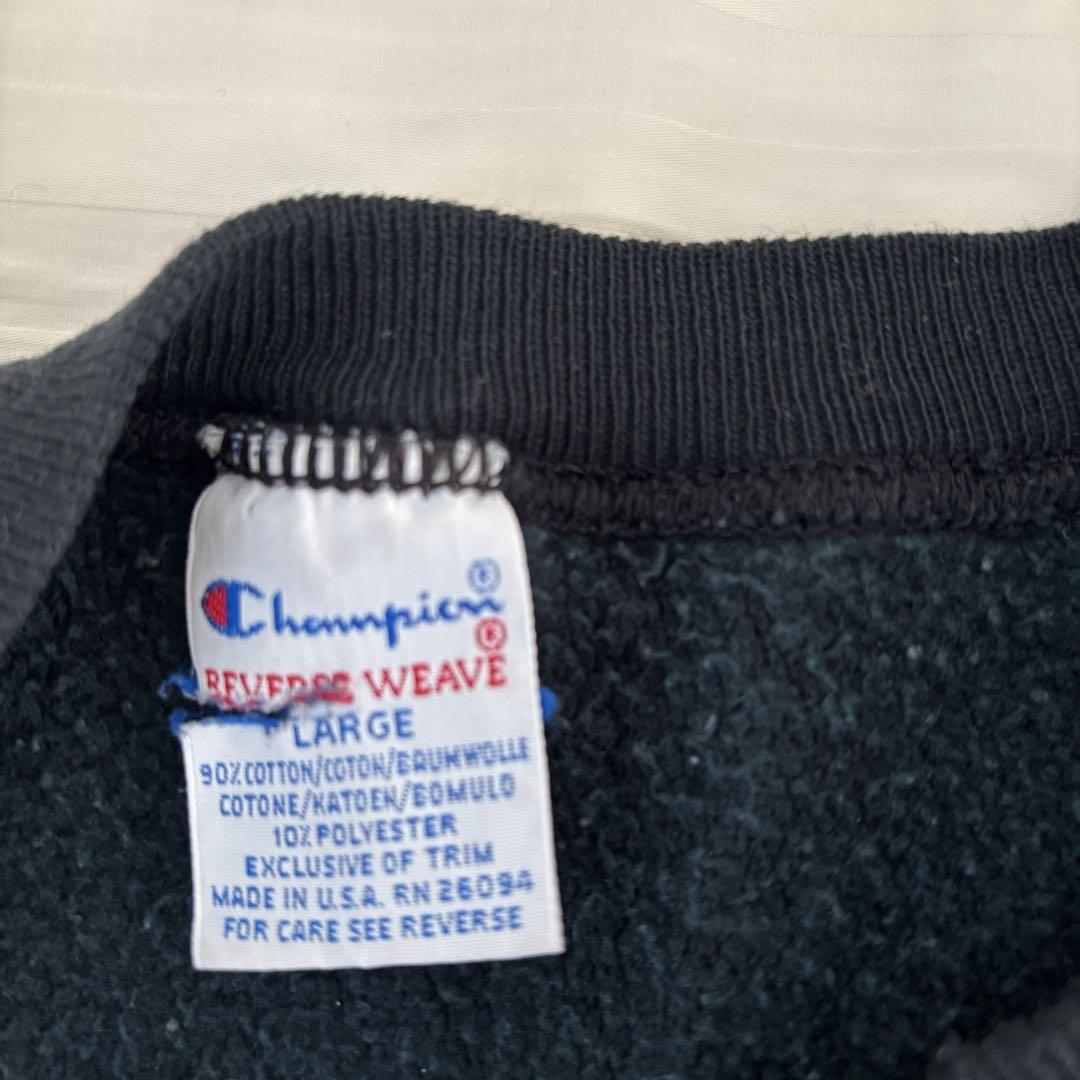 Champion®
REVERSE WEAVE®
LARGE
90% COTTON/COTON/BAUMWOLLE
COTONE/KATOEN/BOMULD
10% POLYESTER
EXCLUSIVE OF TRIM
MADE IN U.S.A. RN 26094
FOR CARE SEE REVERSE